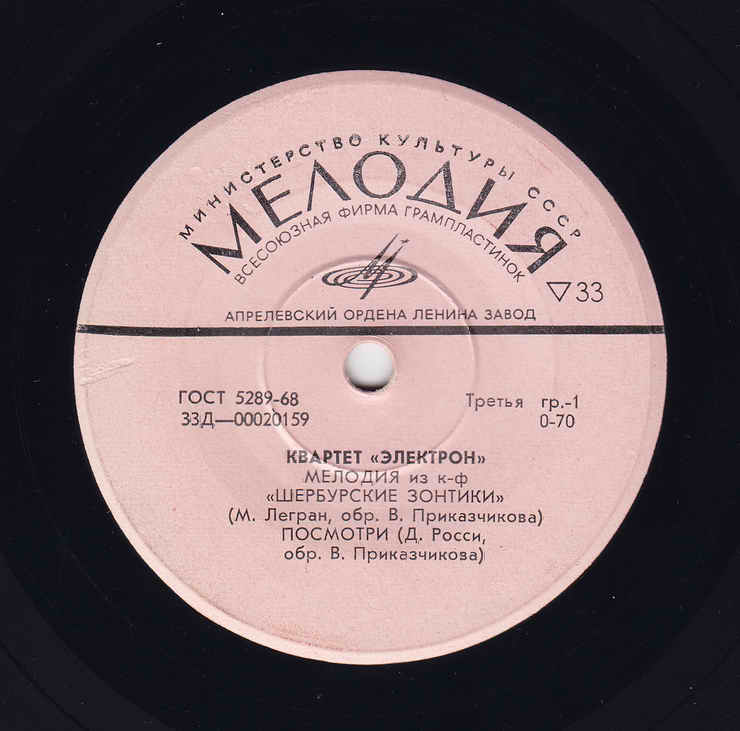 МИНИСТЕРСТВО КУЛЬТУРЫ СССР
МЕЛОДИЯ
ВСЕСОЮЗНАЯ ФИРМА ГРАМПЛАСТИНОК
▽33
АПРЕЛЕВСКИЙ ОРДЕНА ЛЕНИНА ЗАВОД
ГОСТ 5289-68 Третья гр.-1
33Д—00020159 0-70
КВАРТЕТ «ЭЛЕКТРОН»
МЕЛОДИЯ из к-ф
«ШЕРБУРСКИЕ ЗОНТИКИ»
(М. Легран, обр. В. Приказчикова)
ПОСМОТРИ (Д. Росси,
обр. В. Приказчикова)